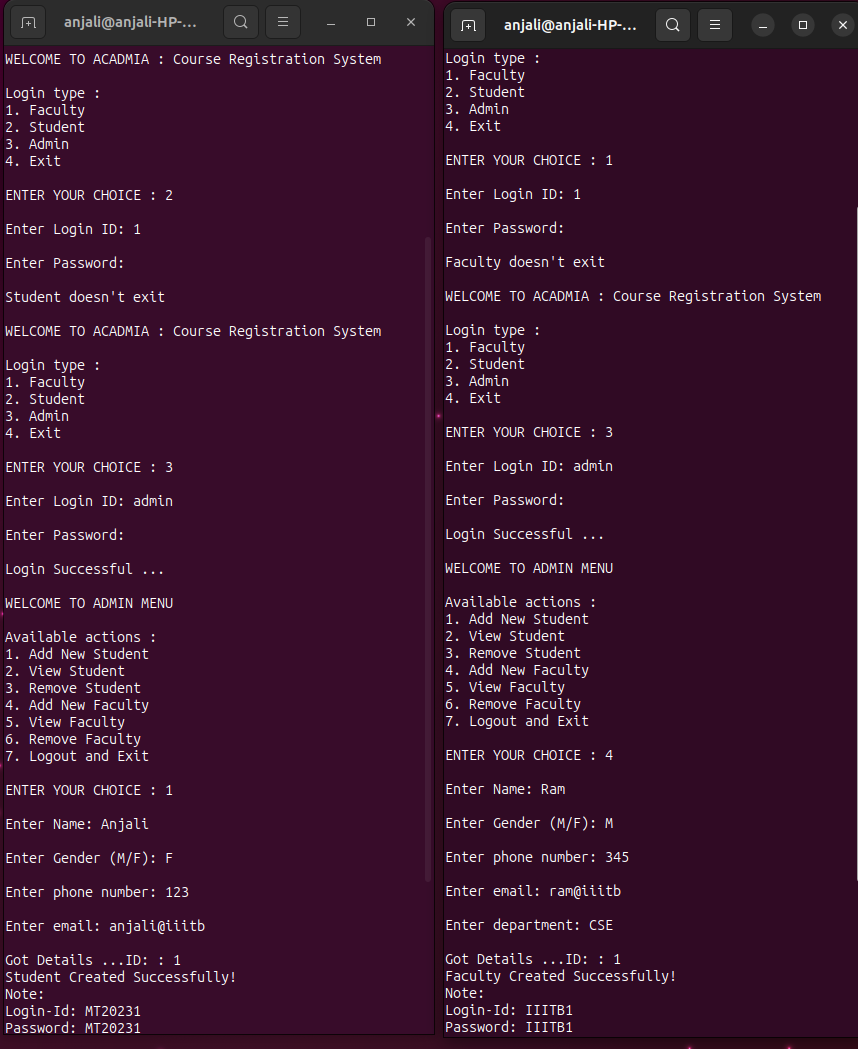 anjali@anjali-HP-...
WELCOME TO ACADMIA : Course Registration System
Login type :
1. Faculty
2. Student
3. Admin
4. Exit
ENTER YOUR CHOICE : 2
Enter Login ID: 1
Enter Password:
Student doesn't exit
WELCOME TO ACADMIA : Course Registration System
Login type :
1. Faculty
2. Student
3. Admin
4. Exit
ENTER YOUR CHOICE : 3
Enter Login ID: admin
Enter Password:
Login Successful ...
WELCOME TO ADMIN MENU
Available actions :
1. Add New Student
2. View Student
3. Remove Student
4. Add New Faculty
5. View Faculty
6. Remove Faculty
7. Logout and Exit
ENTER YOUR CHOICE : 1
Enter Name: Anjali
Enter Gender (M/F): F
Enter phone number: 123
Enter email: anjali@iiitb
Got Details ...ID: : 1
Student Created Successfully!
Note:
Login-Id: MT20231
Password: MT20231
anjali@anjali-HP-...
Login type :
1. Faculty
2. Student
3. Admin
4. Exit
ENTER YOUR CHOICE : 1
Enter Login ID: 1
Enter Password:
Faculty doesn't exit
WELCOME TO ACADMIA : Course Registration System
Login type :
1. Faculty
2. Student
3. Admin
4. Exit
ENTER YOUR CHOICE : 3
Enter Login ID: admin
Enter Password:
Login Successful ...
WELCOME TO ADMIN MENU
Available actions :
1. Add New Student
2. View Student
3. Remove Student
4. Add New Faculty
5. View Faculty
6. Remove Faculty
7. Logout and Exit
ENTER YOUR CHOICE : 4
Enter Name: Ram
Enter Gender (M/F): M
Enter phone number: 345
Enter email: ram@iiitb
Enter department: CSE
Got Details ...ID: : 1
Faculty Created Successfully!
Note:
Login-Id: IIITB1
Password: IIITB1